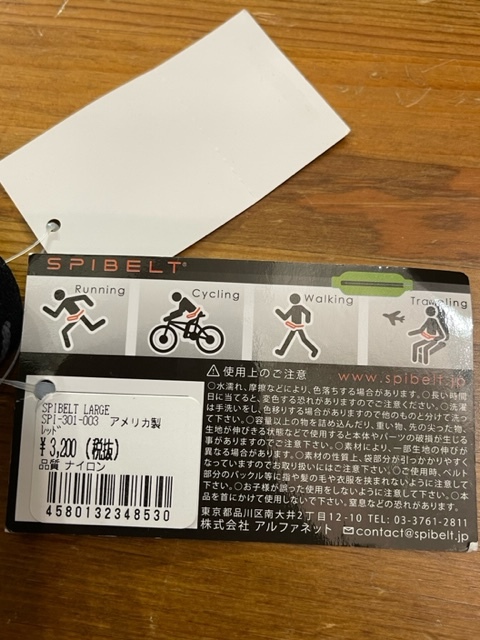 SPIBELT®
Running
Cycling
Walking
Traveling
⚠使用上のご注意
www.spibelt.jp
○水濡れ、摩擦などにより、色落ちする場合があります。○長い時間
日に当てると、変色する恐れがありますのでご注意ください。○洗濯
は手洗いをし、色移りする場合がありますので他のものと分けて洗っ
て下さい。○容量以上の物を詰め込んだり、重い物、先の尖った物、
生地が伸びきる状態などで使用すると本体やパーツの破損が生じる
事がありますのでご注意下さい。○素材により、一部生地の伸びが
異なる場合があります。○素材の性質上、袋部分が引っかかりやすく
なっていますのでお取り扱いにはご注意下さい。○ご使用時、ベルト
部分のバックル等に指や髪の毛や衣服を挟まれないように注意して
下さい。○お子様が誤った使用をしないように注意して下さい。○本
品を首にかけて使用しないで下さい。窒息などの恐れがあります。
東京都品川区南大井2丁目12-10 TEL: 03-3761-2811
株式会社 アルファネット
contact@spibelt.jp
SPIBELT LARGE
SPI-301-003 アメリカ製
レッド
¥3,200 (税抜)
品質 ナイロン
4580132348530